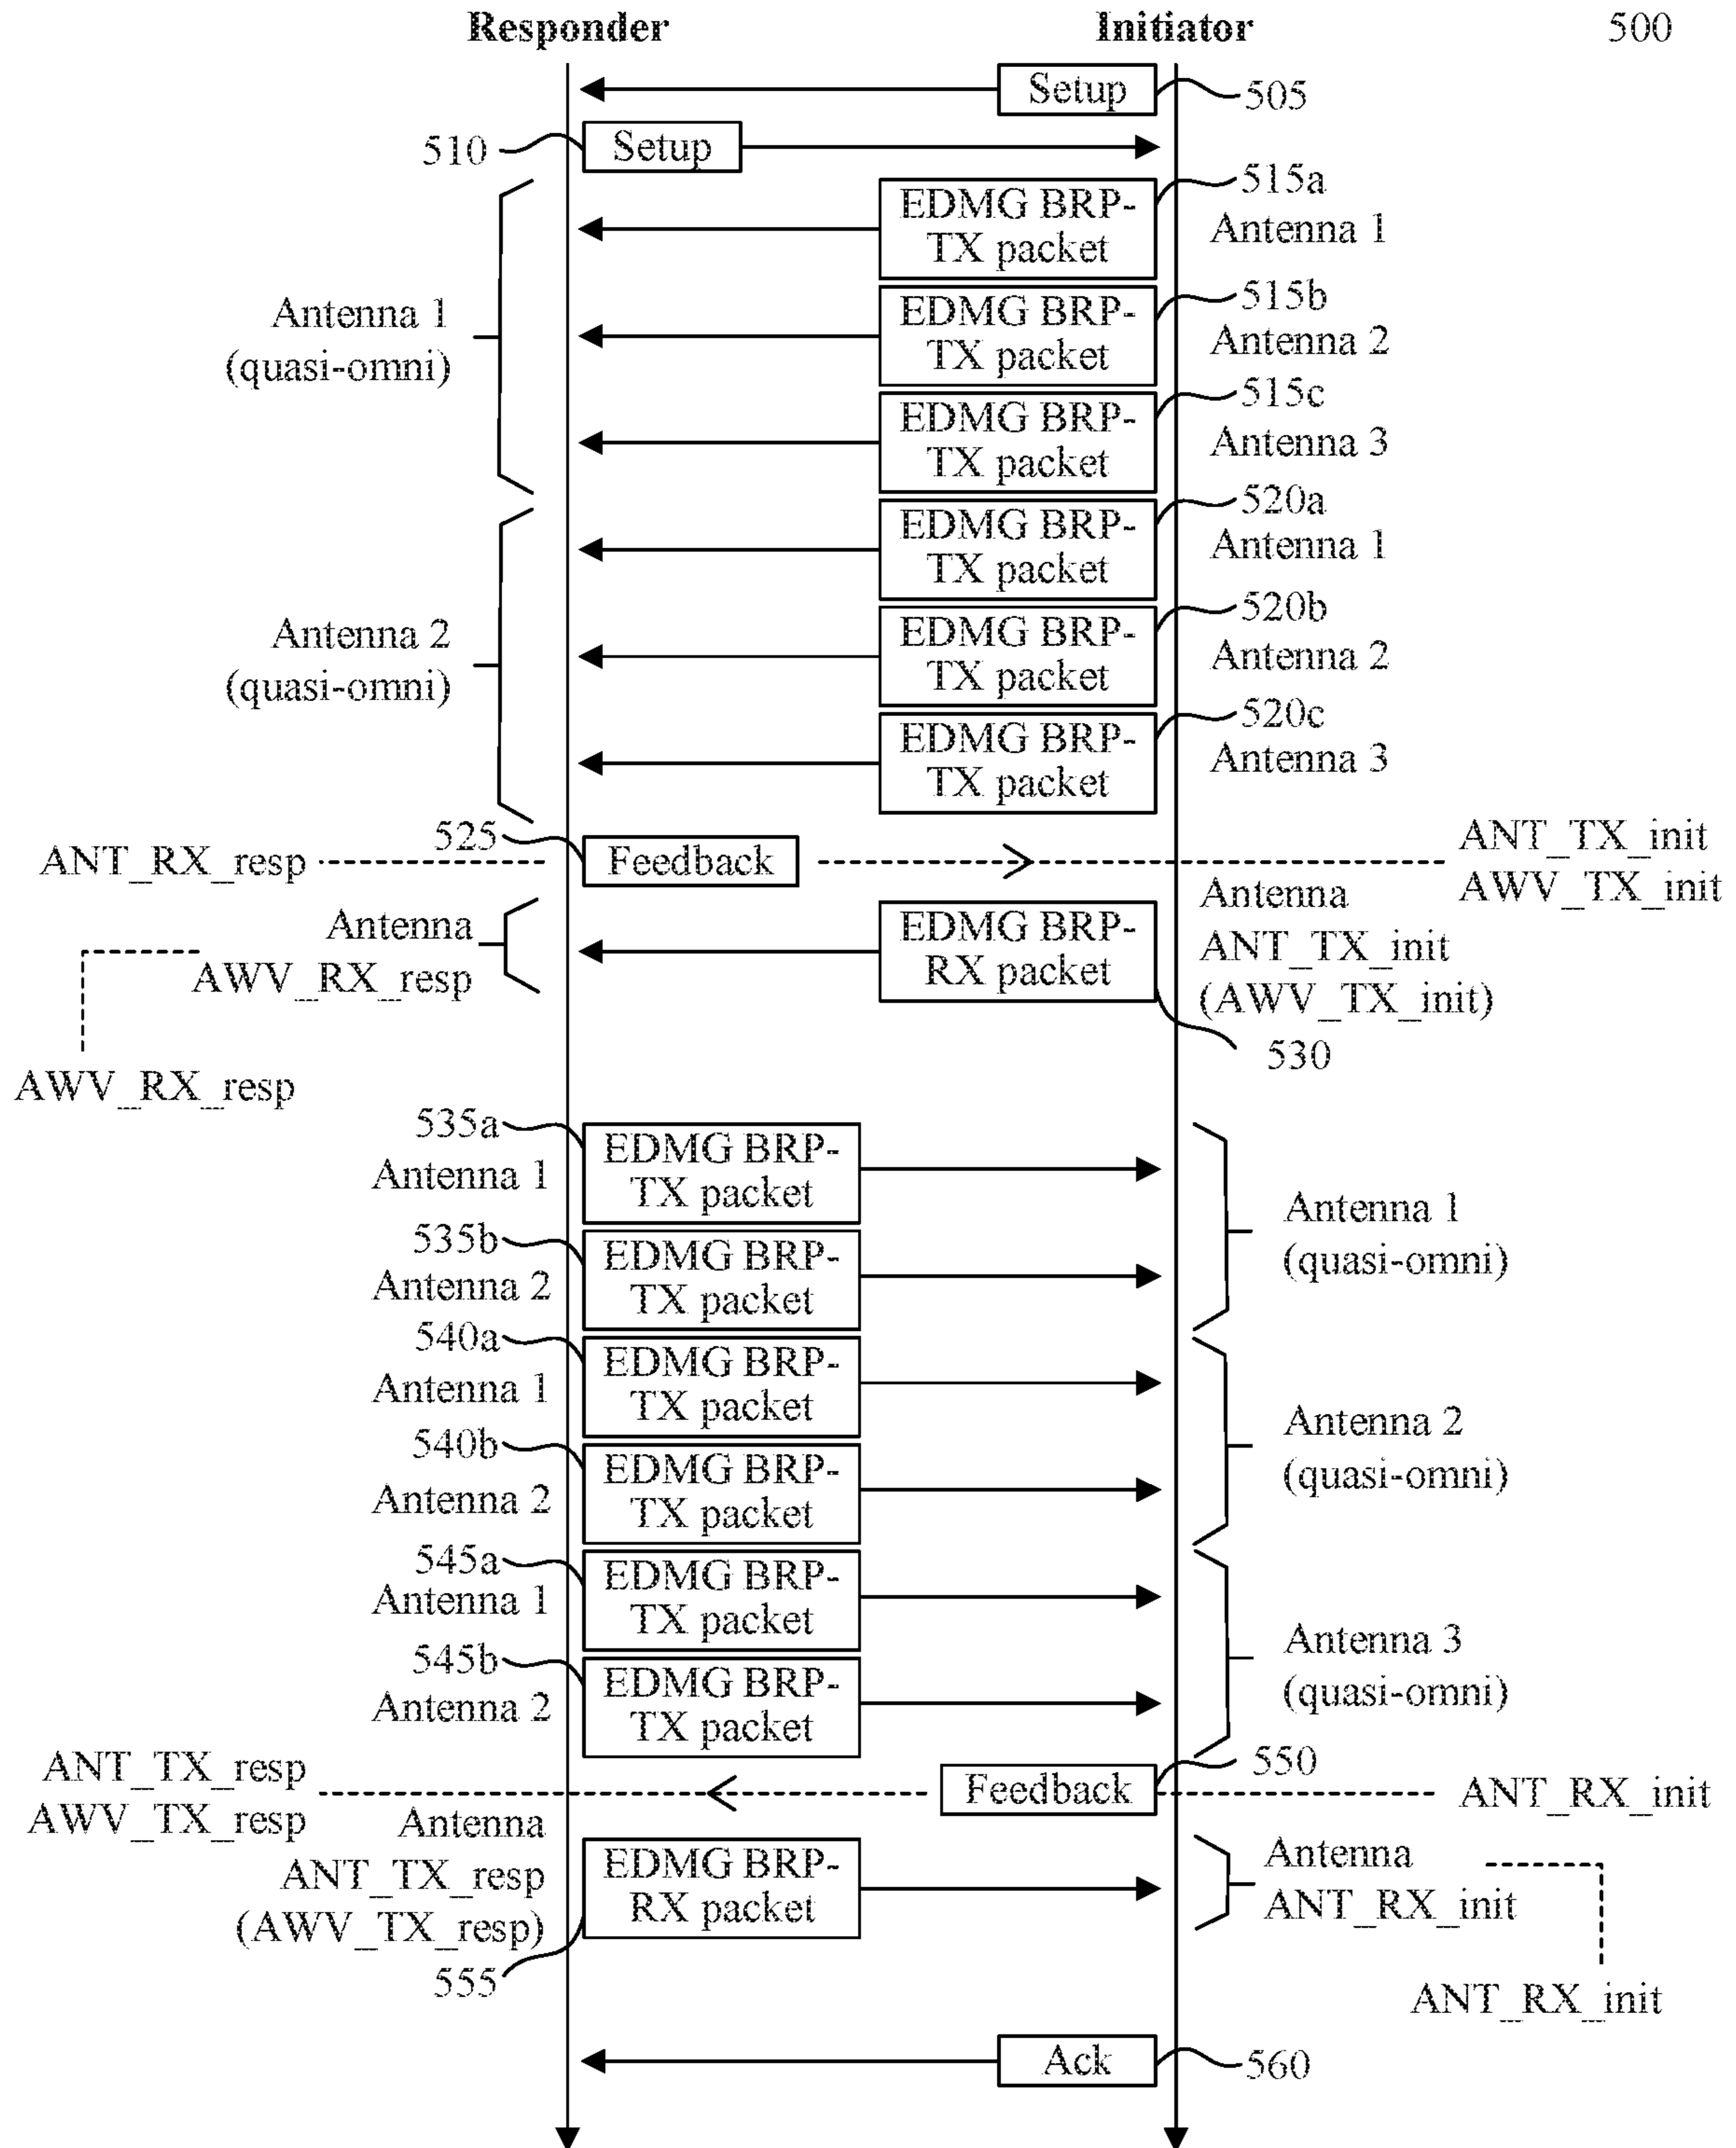 Responder
Initiator
500
Setup
505
510
Setup
EDMG BRP-
TX packet
515a
Antenna 1
EDMG BRP-
TX packet
515b
Antenna 2
Antenna 1
(quasi-omni)
EDMG BRP-
TX packet
515c
Antenna 3
EDMG BRP-
TX packet
520a
Antenna 1
EDMG BRP-
TX packet
520b
Antenna 2
Antenna 2
(quasi-omni)
EDMG BRP-
TX packet
520c
Antenna 3
525
ANT_RX_resp
Feedback
ANT_TX_init
AWV_TX_init
Antenna
AWV_RX_resp
EDMG BRP-
RX packet
Antenna
ANT_TX_init
(AWV_TX_init)
530
AWV_RX_resp
535a
Antenna 1
EDMG BRP-
TX packet
535b
Antenna 2
EDMG BRP-
TX packet
Antenna 1
(quasi-omni)
540a
Antenna 1
EDMG BRP-
TX packet
540b
Antenna 2
EDMG BRP-
TX packet
Antenna 2
(quasi-omni)
545a
Antenna 1
EDMG BRP-
TX packet
545b
Antenna 2
EDMG BRP-
TX packet
Antenna 3
(quasi-omni)
ANT_TX_resp
AWV_TX_resp
Feedback
550
ANT_RX_init
Antenna
ANT_TX_resp
(AWV_TX_resp)
555
EDMG BRP-
RX packet
Antenna
ANT_RX_init
ANT_RX_init
Ack
560